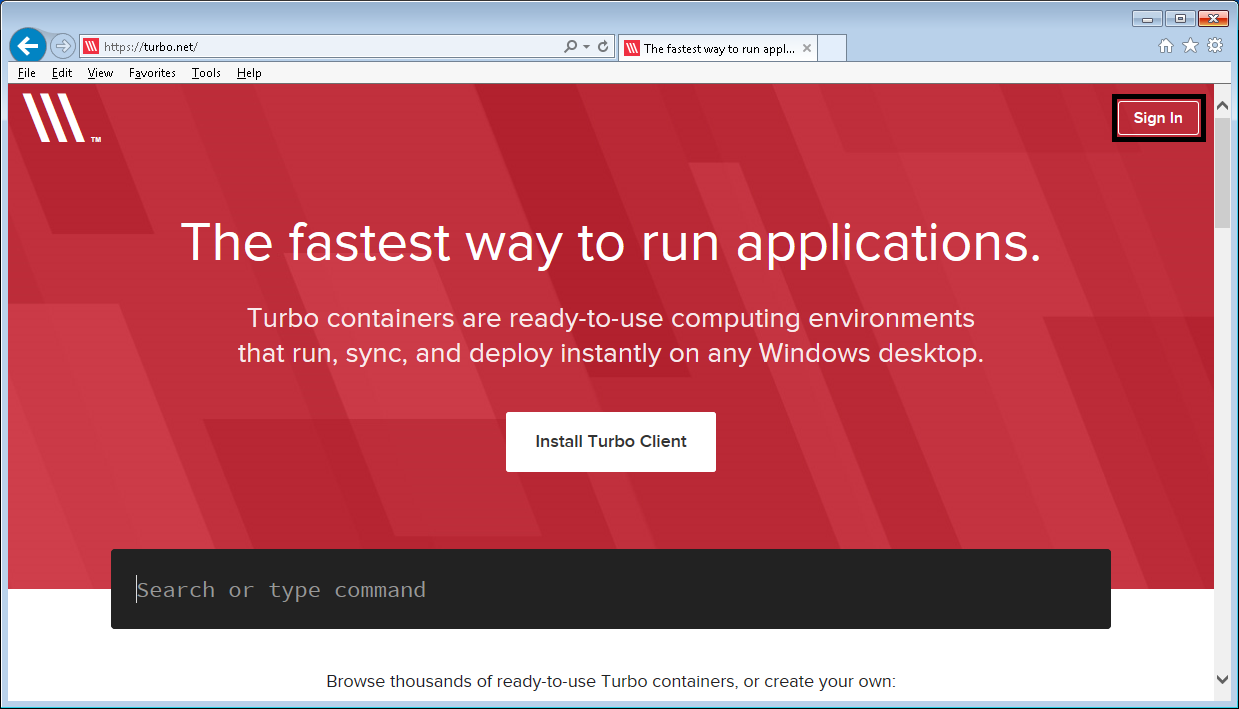 https://turbo.net/
The fastest way to run appl...
File Edit View Favorites Tools Help
TM
Sign In
The fastest way to run applications.
Turbo containers are ready-to-use computing environments
that run, sync, and deploy instantly on any Windows desktop.
Install Turbo Client
Search or type command
Browse thousands of ready-to-use Turbo containers, or create your own: